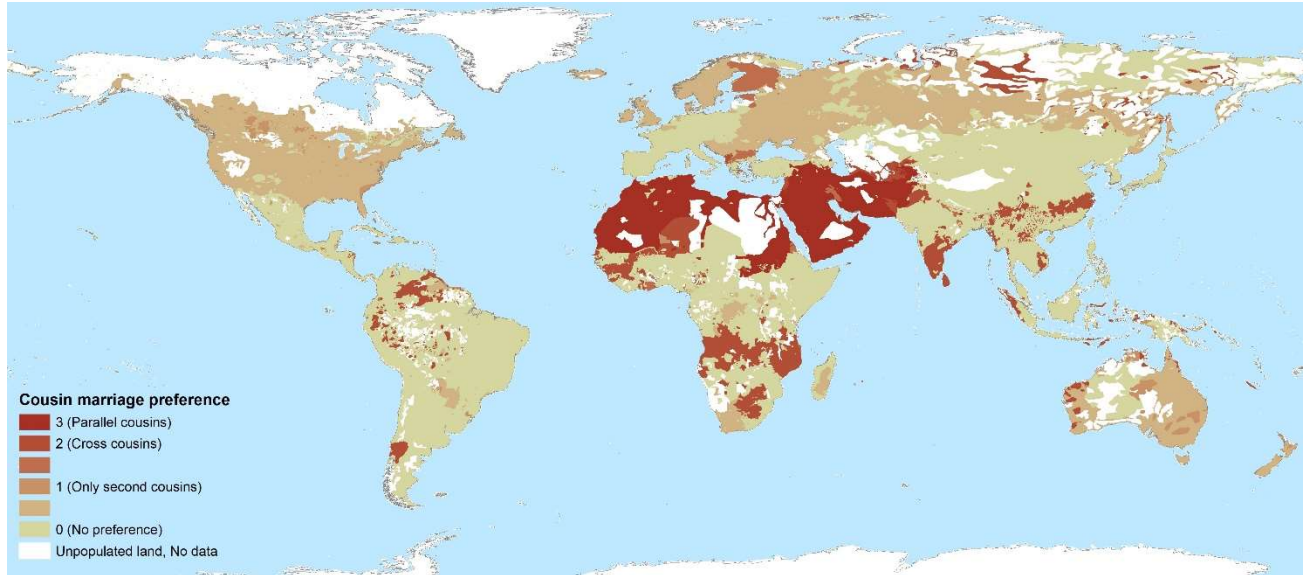 Cousin marriage preference
3 (Parallel cousins)
2 (Cross cousins)
1 (Only second cousins)
0 (No preference)
Unpopulated land, No data